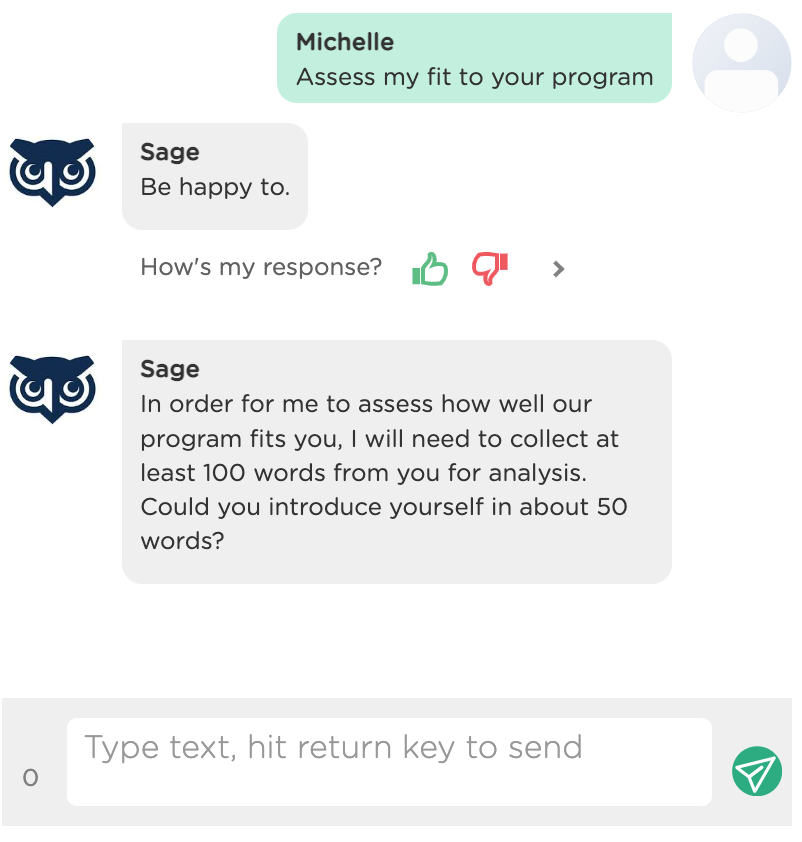 Michelle
Assess my fit to your program
Sage
Be happy to.
How's my response?
Sage
In order for me to assess how well our
program fits you, I will need to collect at
least 100 words from you for analysis.
Could you introduce yourself in about 50
words?
Type text, hit return key to send
0